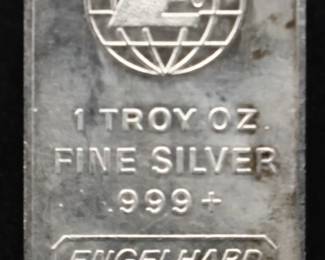 1 TROY OZ.
FINE SILVER
.999+
ENGELHARD